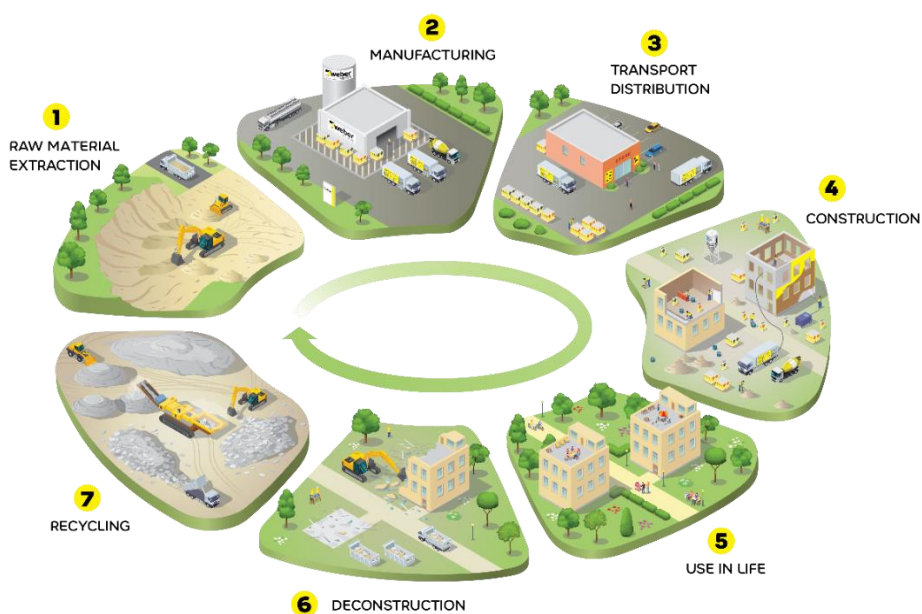 1
RAW MATERIAL
EXTRACTION
2
MANUFACTURING
weber
weber
3
TRANSPORT
DISTRIBUTION
4
CONSTRUCTION
5
USE IN LIFE
6 DECONSTRUCTION
7
RECYCLING